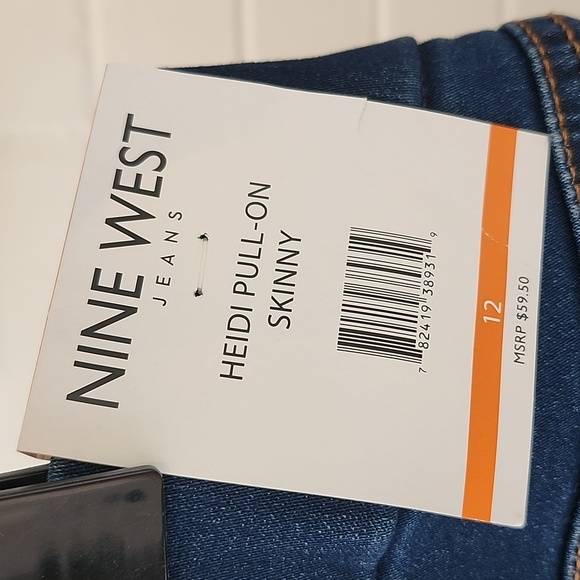 NINE WEST
JEANS
HEIDI PULL-ON
SKINNY
7 82419 38931 9
12
MSRP $59.50